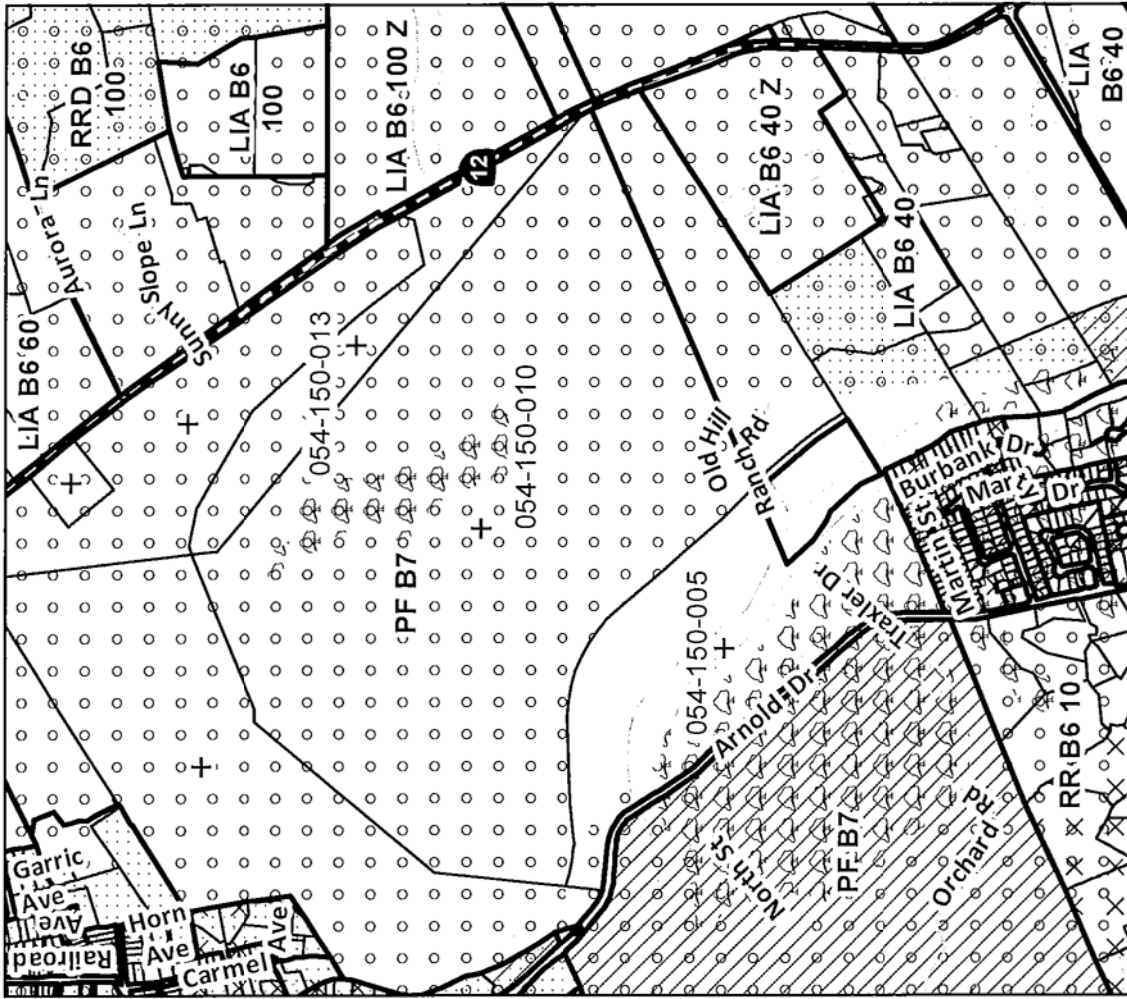 RRD B6
100
Aurora Ln
LIA B6 60
Sunny Slope Ln
LIA B6
100
LIA B6 100 Z
12
054-150-013
054-150-010
PF B7
LIA B6 40 Z
LIA B6 40
LIA
B6 40
Old Hill
Ranch Rd
054-150-005
Arnold Dr
Traxler Dr
Martin St
Burbank Dr
Marty Dr
North St
PF B7
Orchard Rd
RR B6 10
Garric
Ave
Ave
Railroad
Horn
Ave
Carmel
Ave